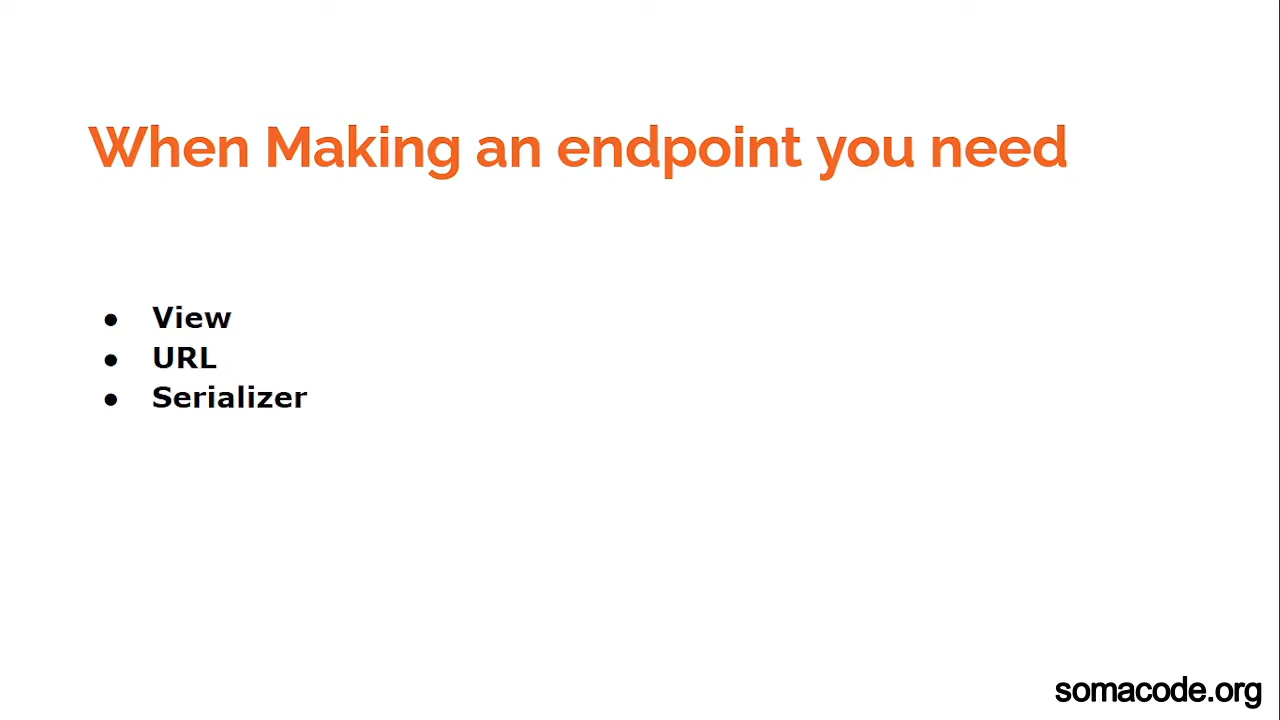 When Making an endpoint you need
● View
● URL
● Serializer
somacode.org